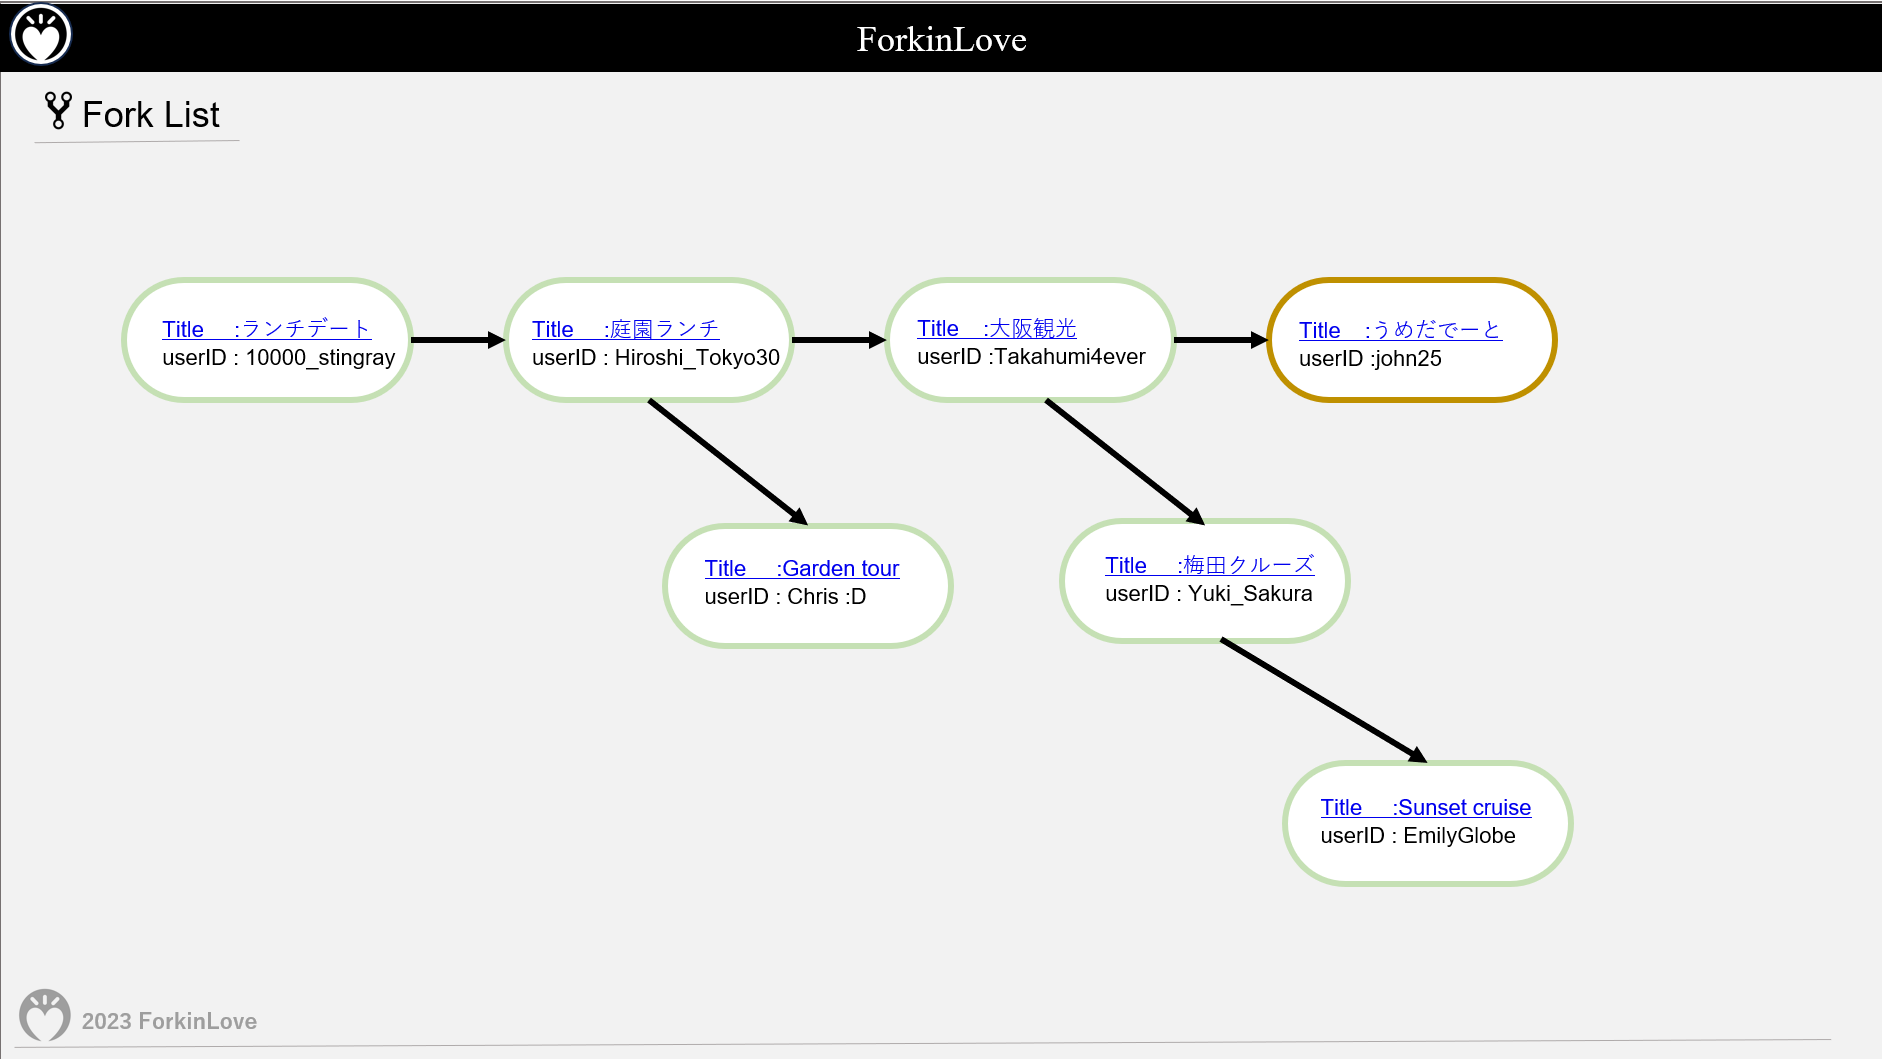 ForkinLove
Fork List
Title :ランチデート
userID : 10000_stingray
Title :庭園ランチ
userID : Hiroshi_Tokyo30
Title :大阪観光
userID :Takahumi4ever
Title :うめだでーと
userID :john25
Title :Garden tour
userID : Chris :D
Title :梅田クルーズ
userID : Yuki_Sakura
Title :Sunset cruise
userID : EmilyGlobe
2023 ForkinLove